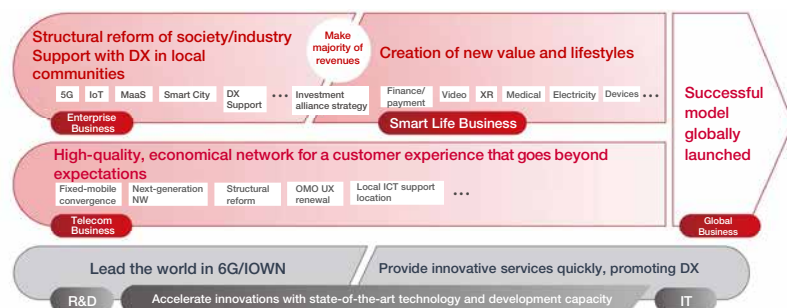 Structural reform of society/industry
Support with DX in local
communities
5G
IoT
MaaS
Smart City
DX
Support
•••
Investment
alliance strategy
Enterprise
Business
Make
majority of
revenues
Creation of new value and lifestyles
Finance/
payment
Video
XR
Medical
Electricity
Devices
•••
Smart Life Business
High-quality, economical network for a customer experience that goes beyond
expectations
Fixed-mobile
convergence
Next-generation
NW
Structural
reform
OMO UX
renewal
Local ICT support
location
•••
Telecom
Business
Successful
model
globally
launched
Global
Business
Lead the world in 6G/IOWN
Provide innovative services quickly, promoting DX
R&D
Accelerate innovations with state-of-the-art technology and development capacity
IT